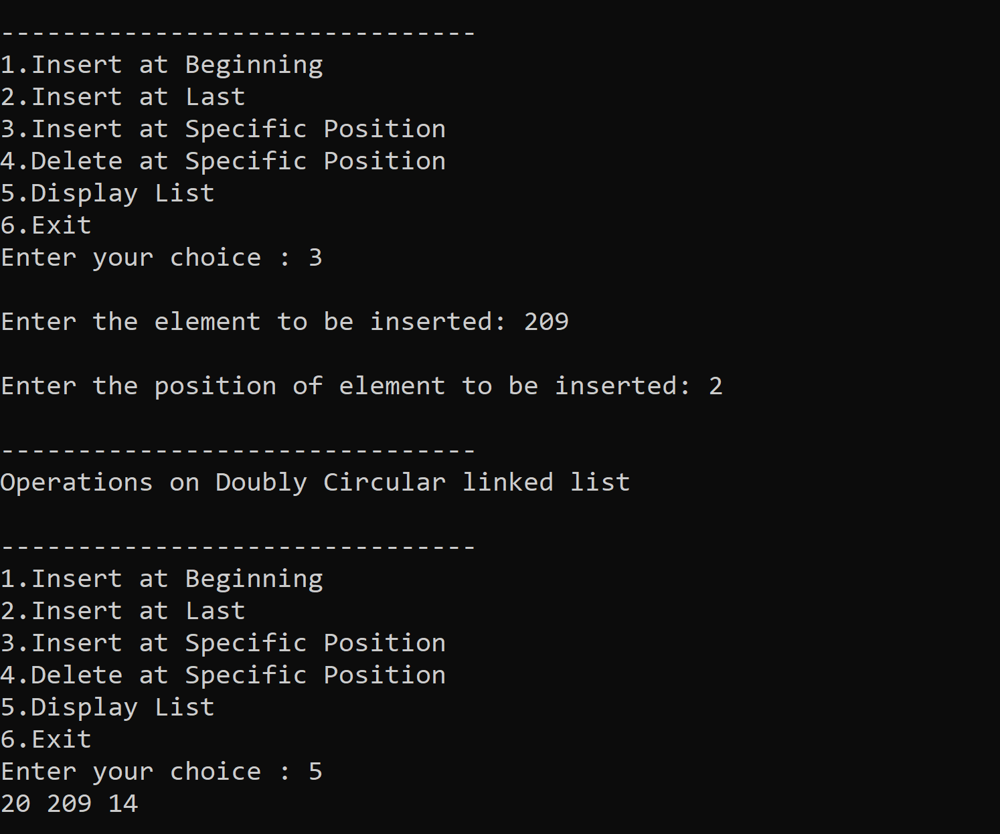 -------------------------------
1.Insert at Beginning
2.Insert at Last
3.Insert at Specific Position
4.Delete at Specific Position
5.Display List
6.Exit
Enter your choice : 3
Enter the element to be inserted: 209
Enter the position of element to be inserted: 2
-------------------------------
Operations on Doubly Circular linked list
-------------------------------
1.Insert at Beginning
2.Insert at Last
3.Insert at Specific Position
4.Delete at Specific Position
5.Display List
6.Exit
Enter your choice : 5
20 209 14